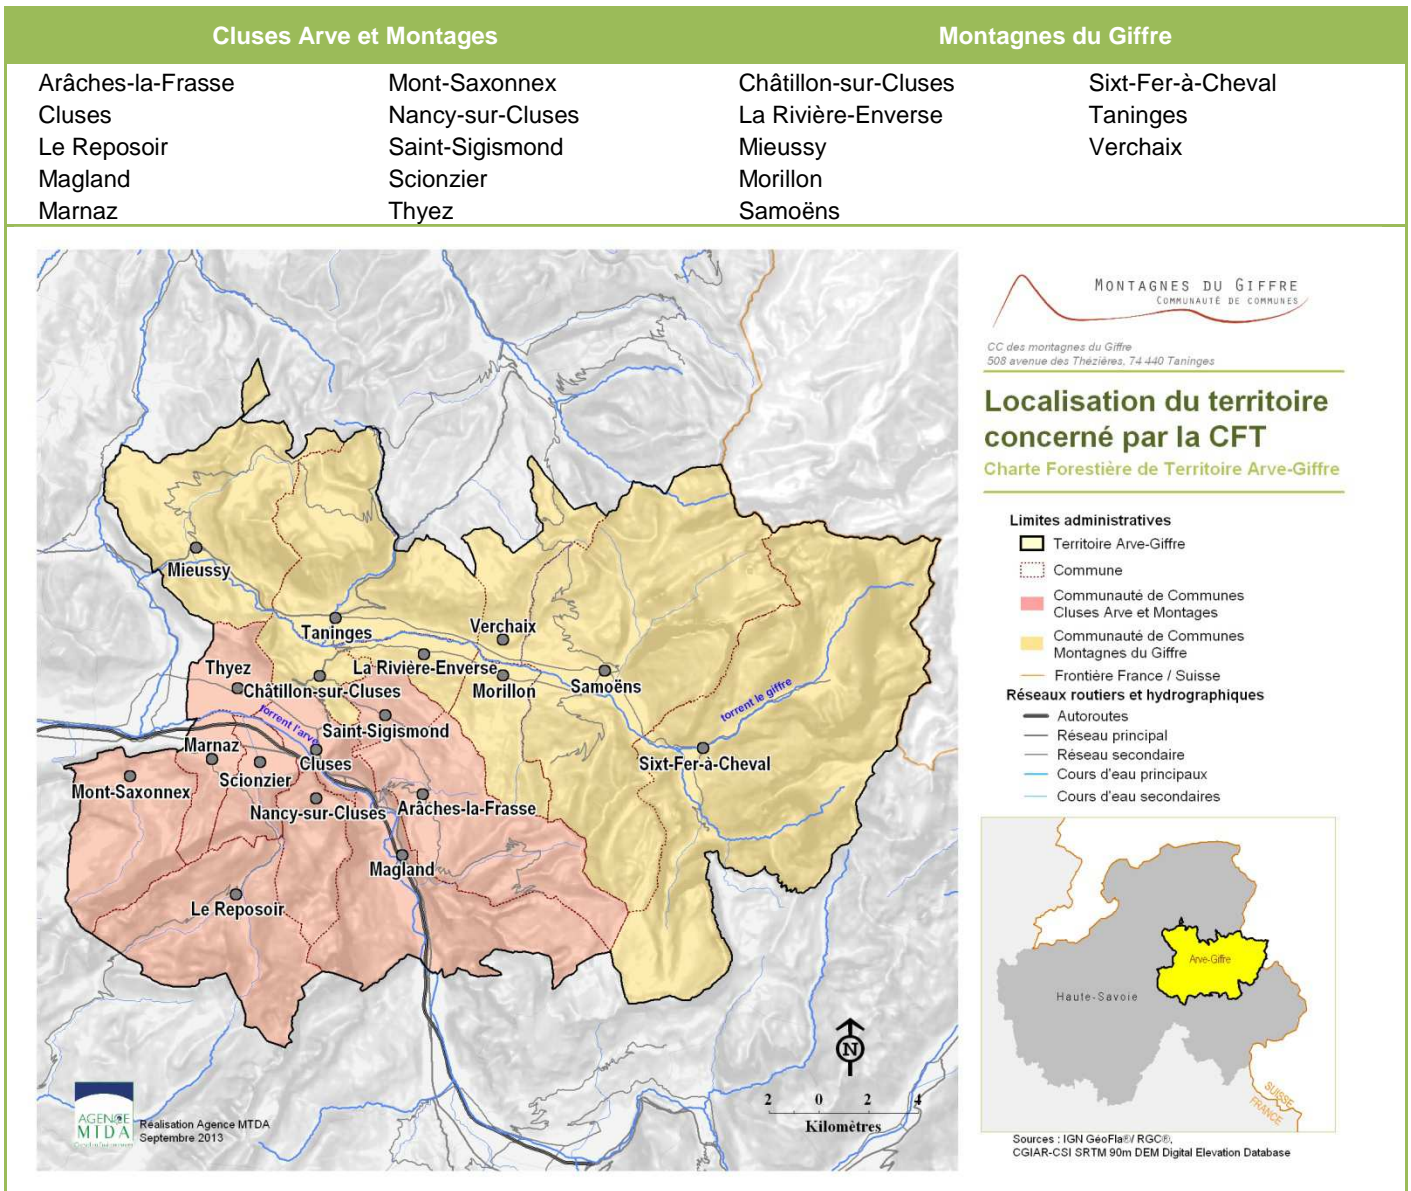 Cluses Arve et Montages
Montagnes du Giffre
Arâches-la-Frasse
Cluses
Le Reposoir
Magland
Marnaz
Mont-Saxonnex
Nancy-sur-Cluses
Saint-Sigismond
Scionzier
Thyez
Châtillon-sur-Cluses
La Rivière-Enverse
Mieussy
Morillon
Samoëns
Sixt-Fer-à-Cheval
Taninges
Verchaix
Mieussy
Taninges
Verchaix
Thyez
La Rivière-Enverse
Châtillon-sur-Cluses
Morillon
Samoëns
torrent le giffre
torrent l'arve
Saint-Sigismond
Marnaz
Cluses
Sixt-Fer-à-Cheval
Scionzier
Mont-Saxonnex
Nancy-sur-Cluses
Arâches-la-Frasse
Magland
Le Reposoir
N
2 0 2 4
Kilomètres
AGENCE
MTDA
Réalisation Agence MTDA
Septembre 2013
MONTAGNES DU GIFFRE
COMMUNAUTÉ DE COMMUNES
CC des montagnes du Giffre
508 avenue des Thézières, 74 440 Taninges
Localisation du territoire
concerné par la CFT
Charte Forestière de Territoire Arve-Giffre
Limites administratives
Territoire Arve-Giffre
Commune
Communauté de Communes
Cluses Arve et Montages
Communauté de Communes
Montagnes du Giffre
Frontière France / Suisse
Réseaux routiers et hydrographiques
Autoroutes
Réseau principal
Réseau secondaire
Cours d'eau principaux
Cours d'eau secondaires
Arve-Giffre
Haute-Savoie
SUISSE
FRANCE
Sources : IGN GéoFla®/ RGC®,
CGIAR-CSI SRTM 90m DEM Digital Elevation Database